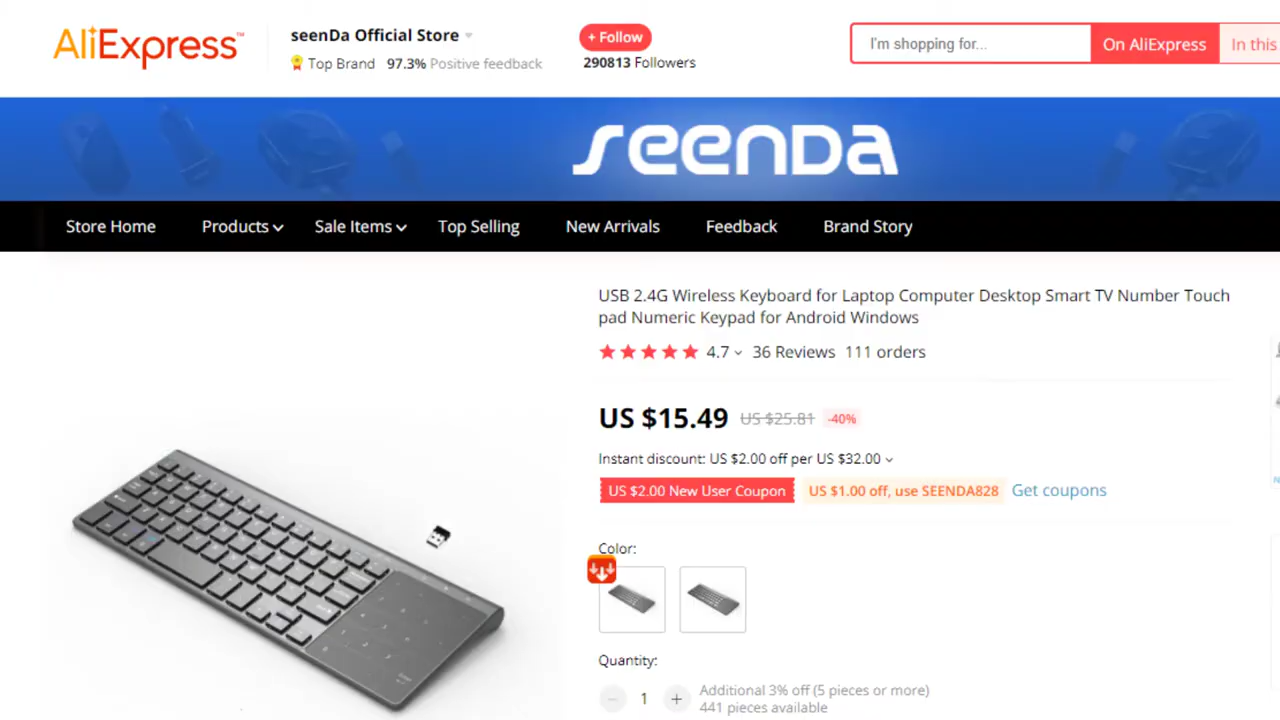 AliExpress™
seenDa Official Store
Top Brand 97.3% Positive feedback
+ Follow
290813 Followers
I'm shopping for...
On AliExpress
In this
seenDa
Store Home Products Sale Items Top Selling New Arrivals Feedback Brand Story
USB 2.4G Wireless Keyboard for Laptop Computer Desktop Smart TV Number Touch
pad Numeric Keypad for Android Windows
4.7 36 Reviews 111 orders
US $15.49 US $25.81 -40%
Instant discount: US $2.00 off per US $32.00
US $2.00 New User Coupon US $1.00 off, use SEENDA828 Get coupons
Color:
Quantity:
1
Additional 3% off (5 pieces or more)
441 pieces available